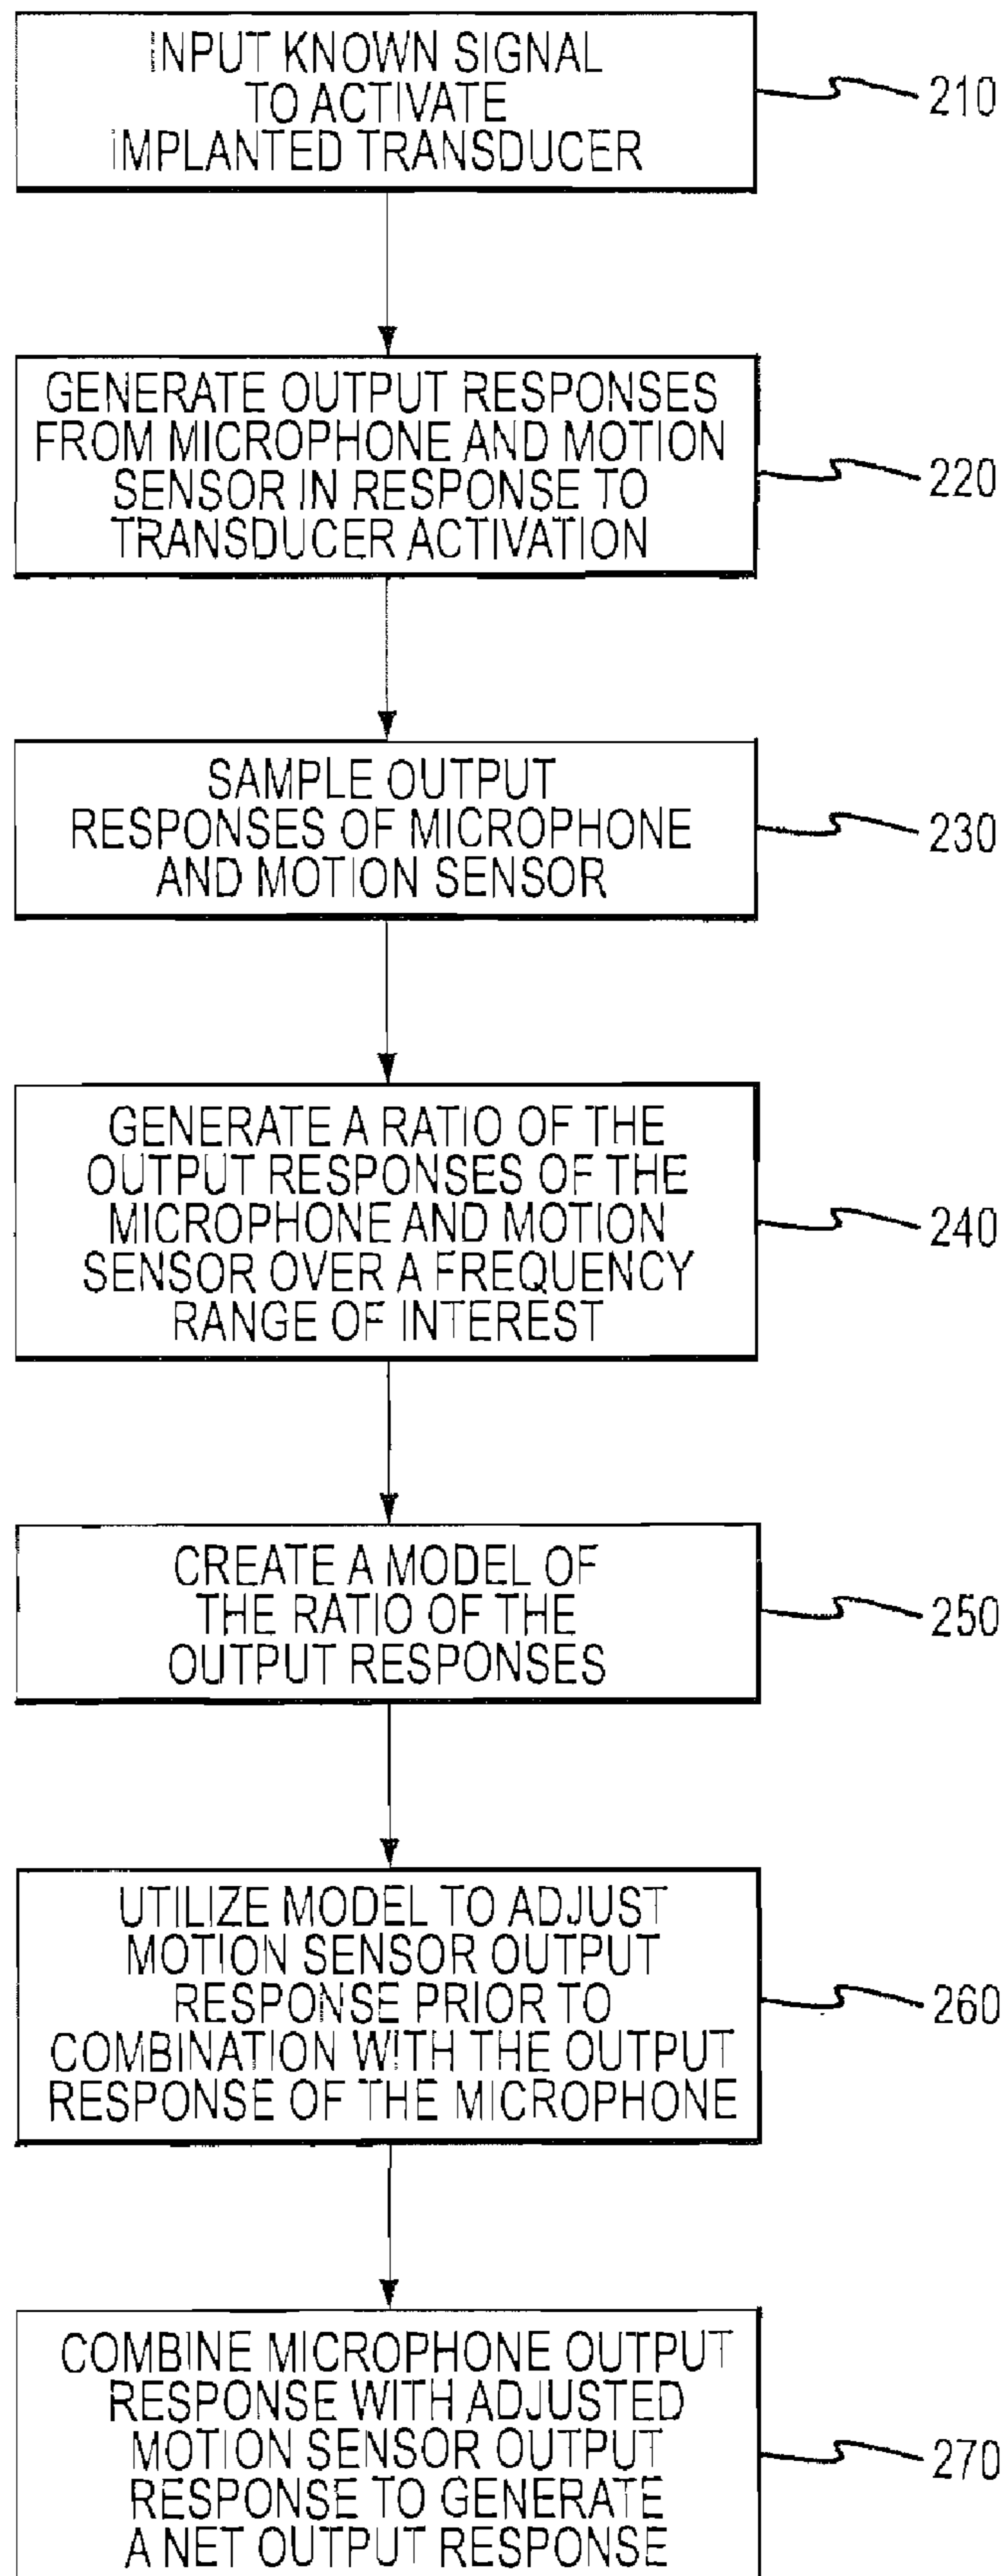 INPUT KNOWN SIGNAL
TO ACTIVATE
IMPLANTED TRANSDUCER
210
GENERATE OUTPUT RESPONSES
FROM MICROPHONE AND MOTION
SENSOR IN RESPONSE TO
TRANSDUCER ACTIVATION
220
SAMPLE OUTPUT
RESPONSES OF MICROPHONE
AND MOTION SENSOR
230
GENERATE A RATIO OF THE
OUTPUT RESPONSES OF THE
MICROPHONE AND MOTION
SENSOR OVER A FREQUENCY
RANGE OF INTEREST
240
CREATE A MODEL OF
THE RATIO OF THE
OUTPUT RESPONSES
250
UTILIZE MODEL TO ADJUST
MOTION SENSOR OUTPUT
RESPONSE PRIOR TO
COMBINATION WITH THE OUTPUT
RESPONSE OF THE MICROPHONE
260
COMBINE MICROPHONE OUTPUT
RESPONSE WITH ADJUSTED
MOTION SENSOR OUTPUT
RESPONSE TO GENERATE
A NET OUTPUT RESPONSE
270